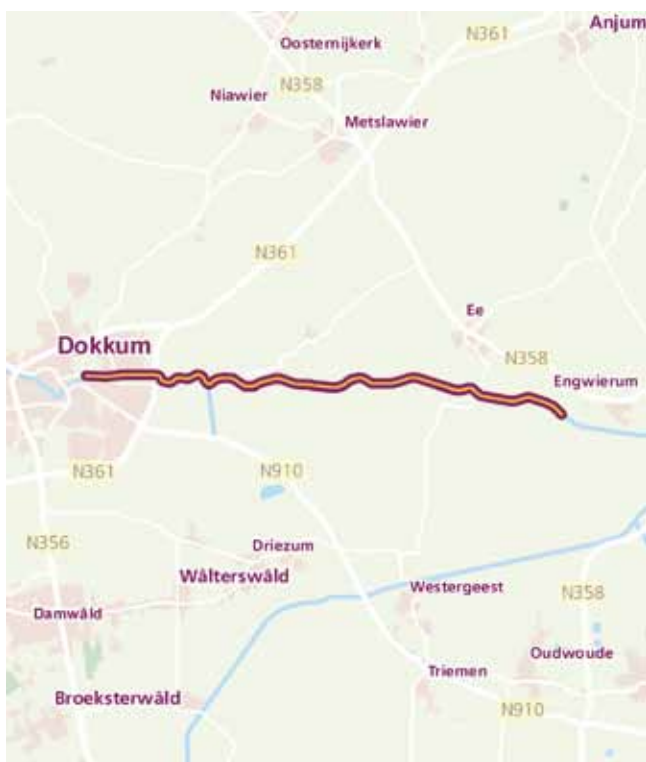 Anjum
N361
Oosternijkerk
N358
Niawier
Metslawier
N361
Ee
Dokkum
N358
Engwierum
N361
N910
N356
Driezum
Wâlterswâld
Westergeest
N358
Damwâld
Oudwoude
Triemen
Broeksterwâld
N910